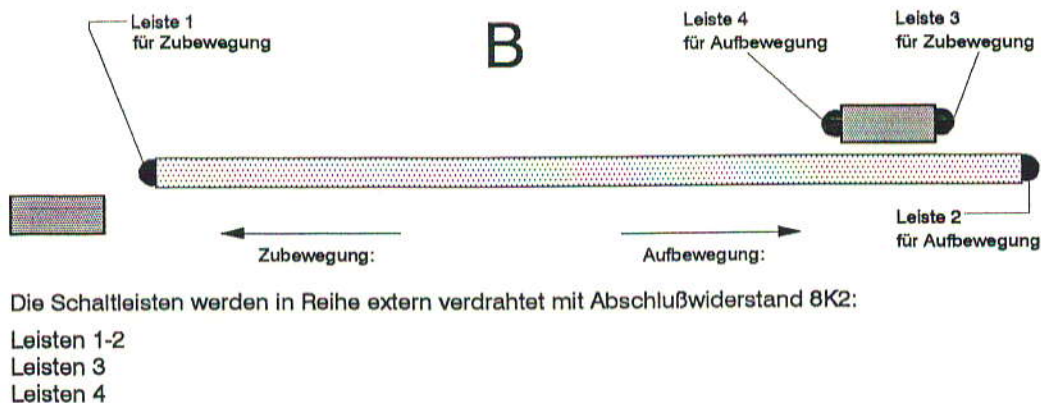 Leiste 1
für Zubewegung
B
Leiste 4
für Aufbewegung
Leiste 3
für Zubewegung
Leiste 2
für Aufbewegung
Zubewegung:
Aufbewegung:
Die Schaltleisten werden in Reihe extern verdrahtet mit Abschlußwiderstand 8K2:
Leisten 1-2
Leisten 3
Leisten 4